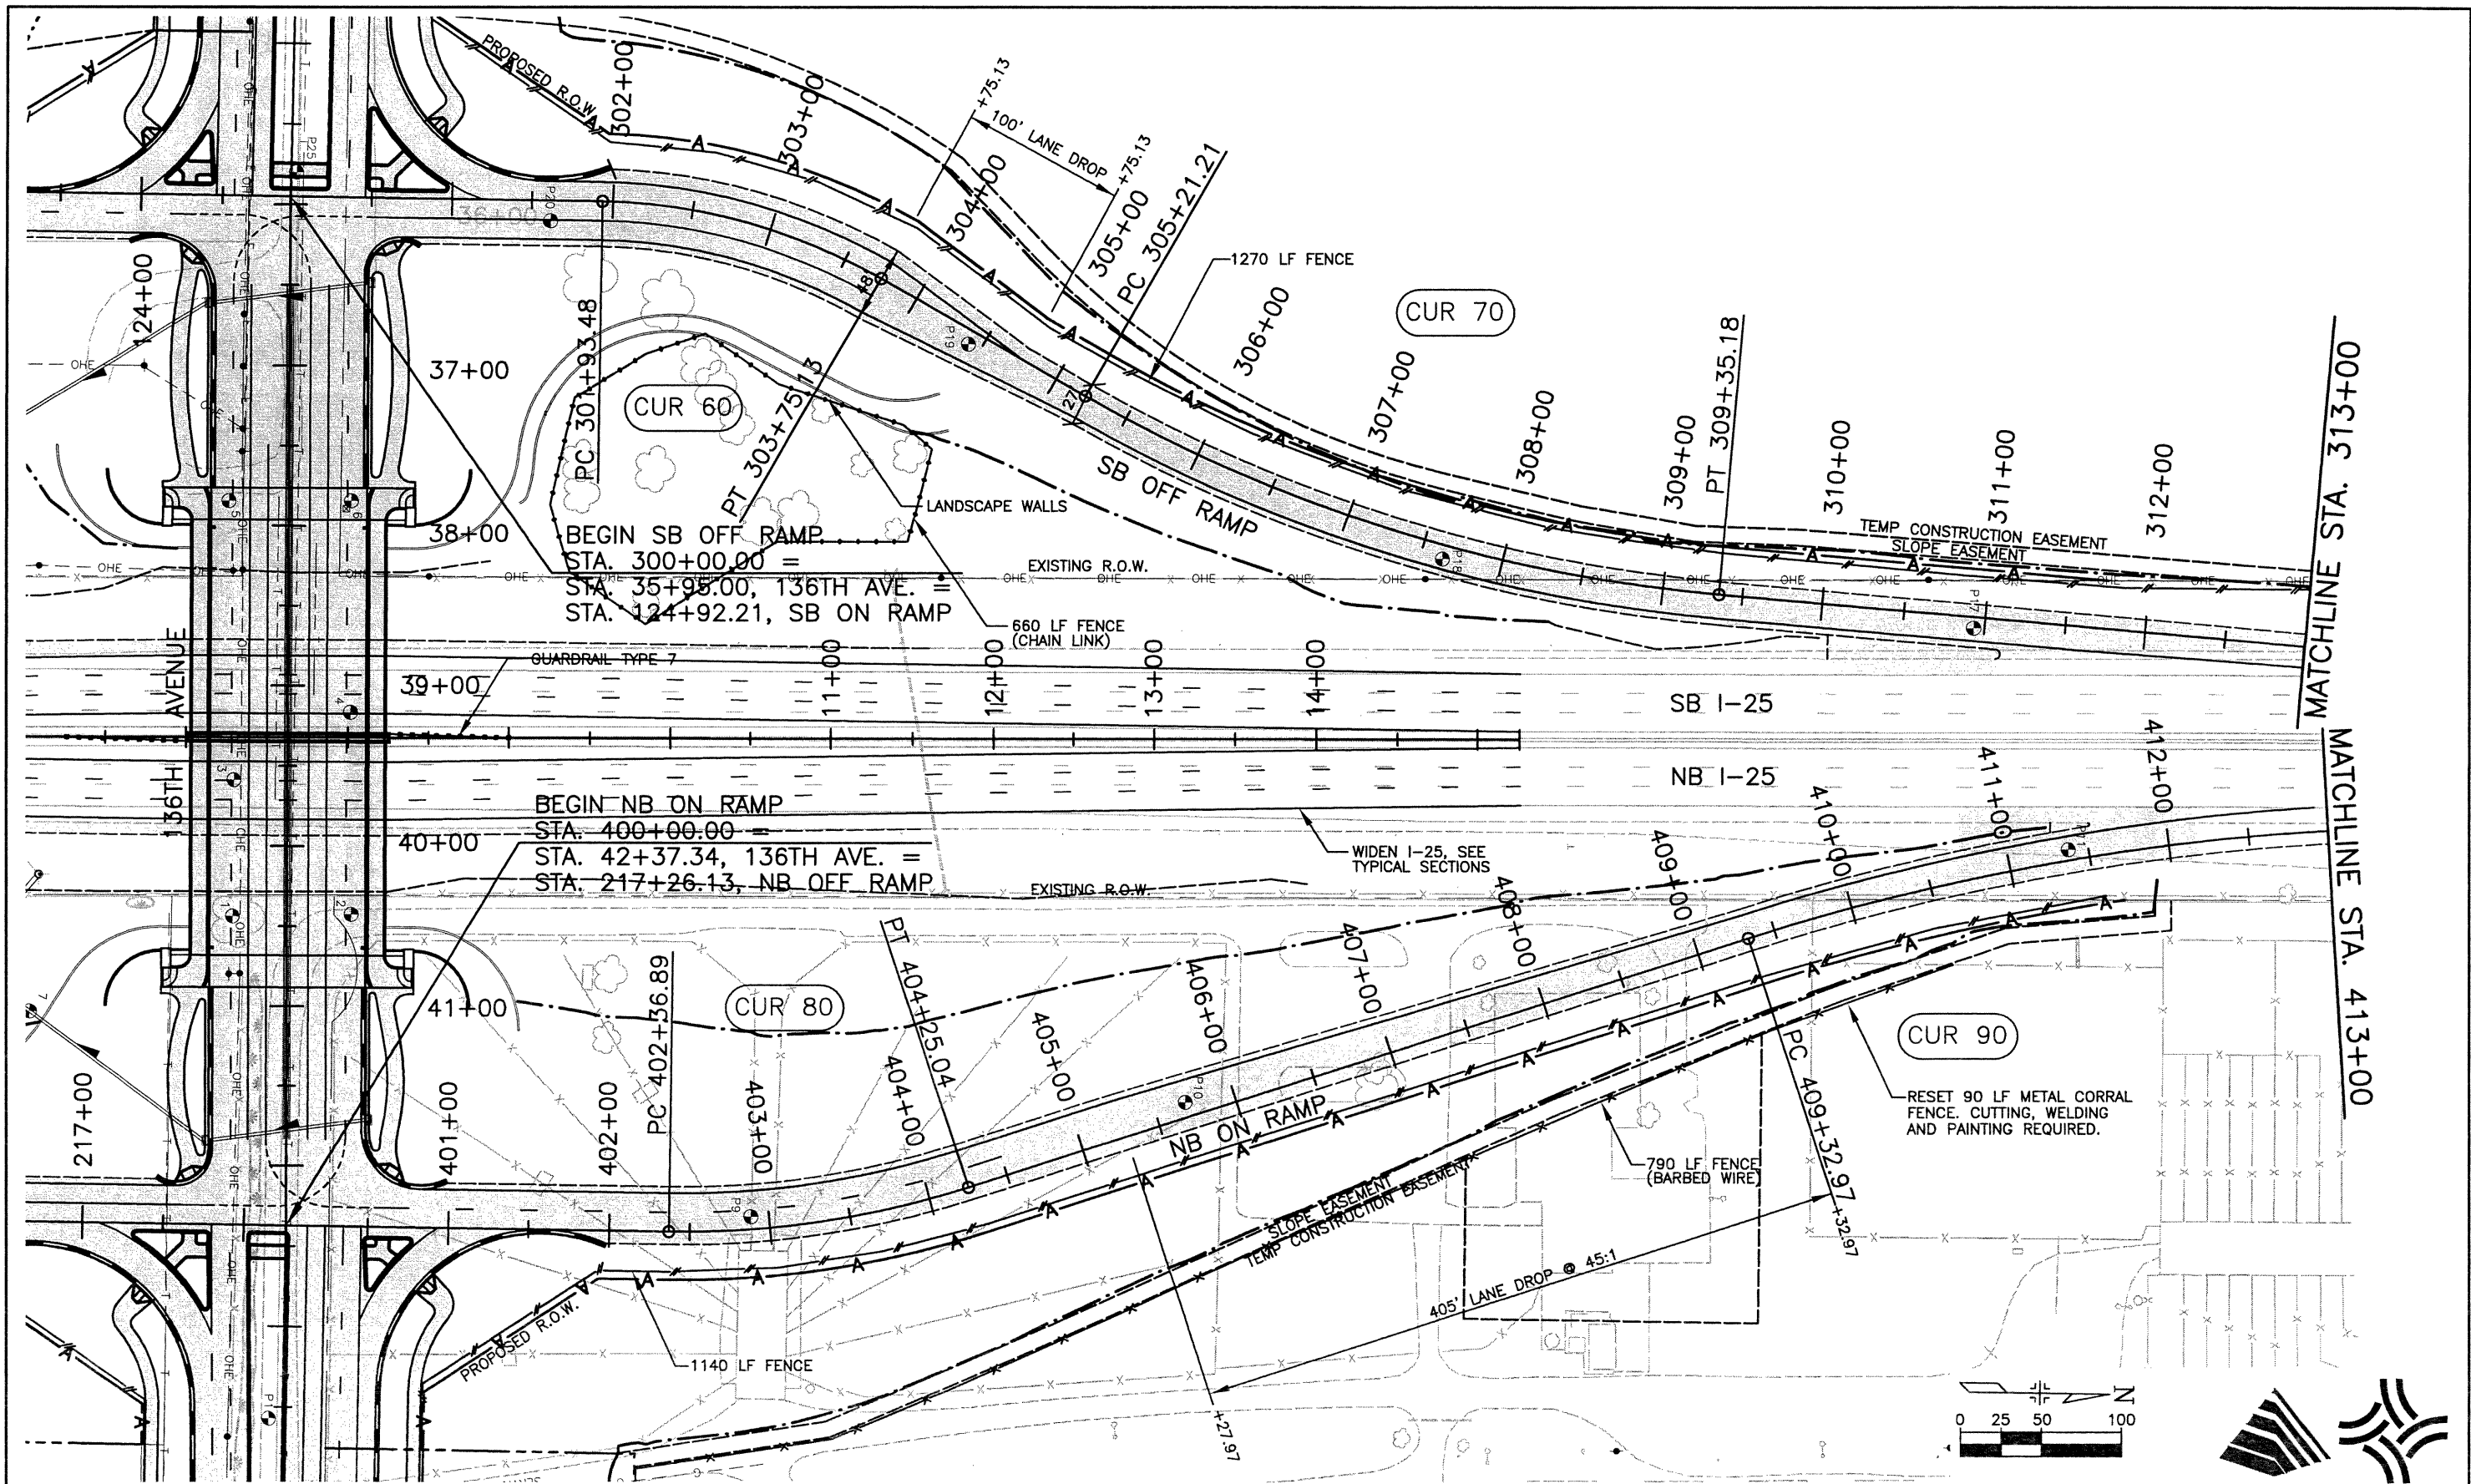 PROPOSED R.O.W.
302+00
303+00
+75.13
100' LANE DROP
+75.13
304+00
305+00
PC 305+21.21
1270 LF FENCE
306+00
CUR 70
307+00
308+00
309+00
PT 309+35.18
310+00
311+00
312+00
MATCHLINE STA. 313+00
TEMP CONSTRUCTION EASEMENT
SLOPE EASEMENT
P25
P20
36+00
124+00
37+00
CUR 60
PC 301+93.48
PT 303+75.13
48'
P19
27'
SB OFF RAMP
P18
P17
LANDSCAPE WALLS
38+00
BEGIN SB OFF RAMP
STA. 300+00.00 =
STA. 35+95.00, 136TH AVE. =
STA. 124+92.21, SB ON RAMP
EXISTING R.O.W.
OHE
660 LF FENCE
(CHAIN LINK)
GUARDRAIL TYPE 7
39+00
11+00
12+00
13+00
14+00
SB I-25
136TH AVENUE
NB I-25
BEGIN NB ON RAMP
STA. 400+00.00 =
STA. 42+37.34, 136TH AVE. =
STA. 217+26.13, NB OFF RAMP
40+00
WIDEN I-25, SEE
TYPICAL SECTIONS
EXISTING R.O.W.
41+00
PC 402+36.89
CUR 80
PT 404+25.04
217+00
401+00
402+00
403+00
404+00
405+00
406+00
407+00
408+00
409+00
410+00
411+00
412+00
MATCHLINE STA. 413+00
P9
P10
NB ON RAMP
CUR 90
PC 409+32.97
+32.97
RESET 90 LF METAL CORRAL
FENCE. CUTTING, WELDING
AND PAINTING REQUIRED.
790 LF FENCE
(BARBED WIRE)
SLOPE EASEMENT
TEMP CONSTRUCTION EASEMENT
405' LANE DROP @ 45:1
+27.97
PROPOSED R.O.W.
1140 LF FENCE
N
0 25 50 100